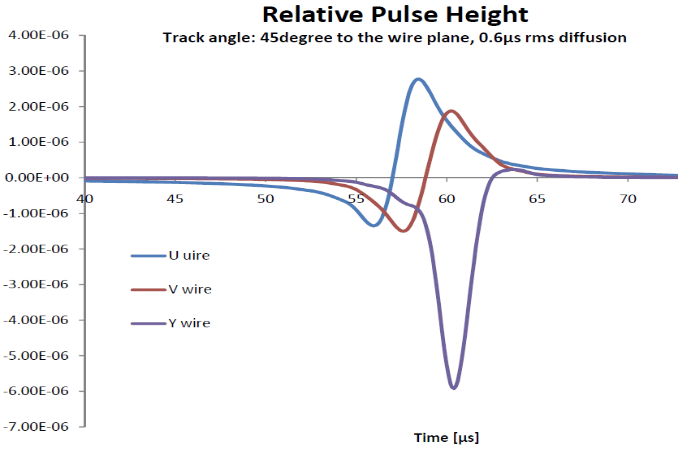 Relative Pulse Height
Track angle: 45degree to the wire plane, 0.6µs rms diffusion
4.00E-06
3.00E-06
2.00E-06
1.00E-06
0.00E+00
40 45 50 55 60 65 70
-1.00E-06
-2.00E-06
U uire
-3.00E-06
V wire
-4.00E-06
Y wire
-5.00E-06
-6.00E-06
-7.00E-06
Time [µs]